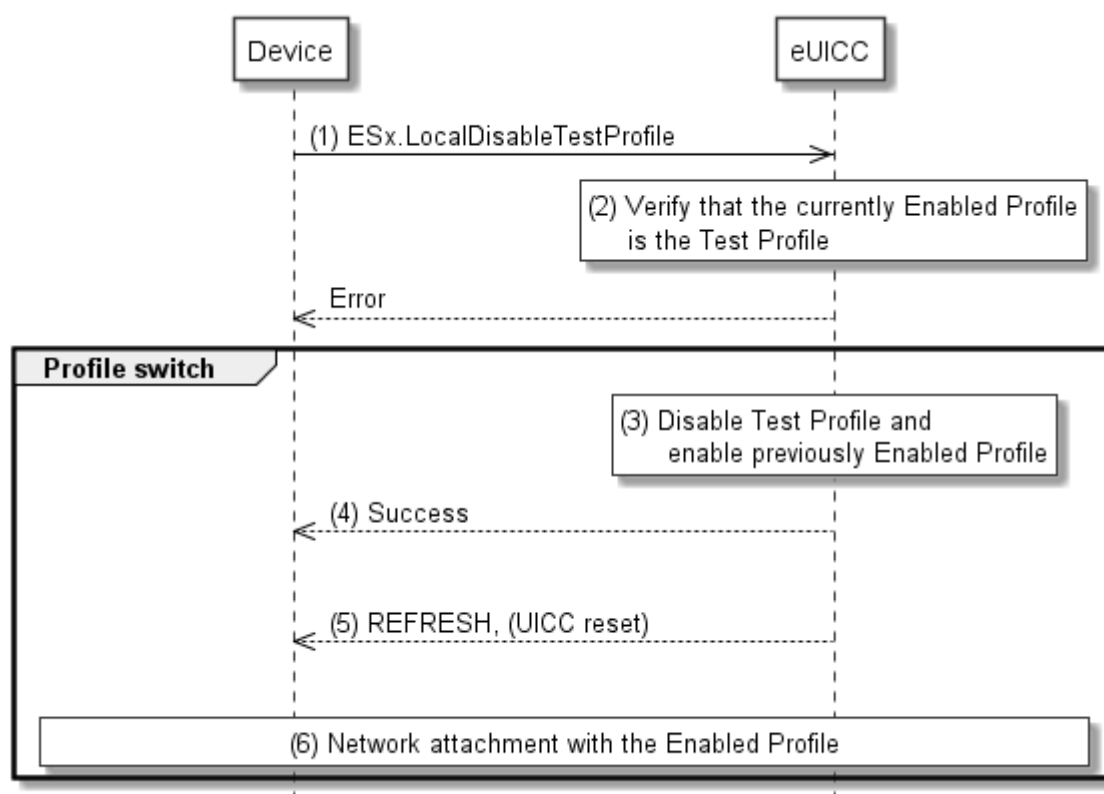 Device
eUICC
(1) ESx.LocalDisableTestProfile
(2) Verify that the currently Enabled Profile
is the Test Profile
Error
Profile switch
(3) Disable Test Profile and
enable previously Enabled Profile
(4) Success
(5) REFRESH, (UICC reset)
(6) Network attachment with the Enabled Profile